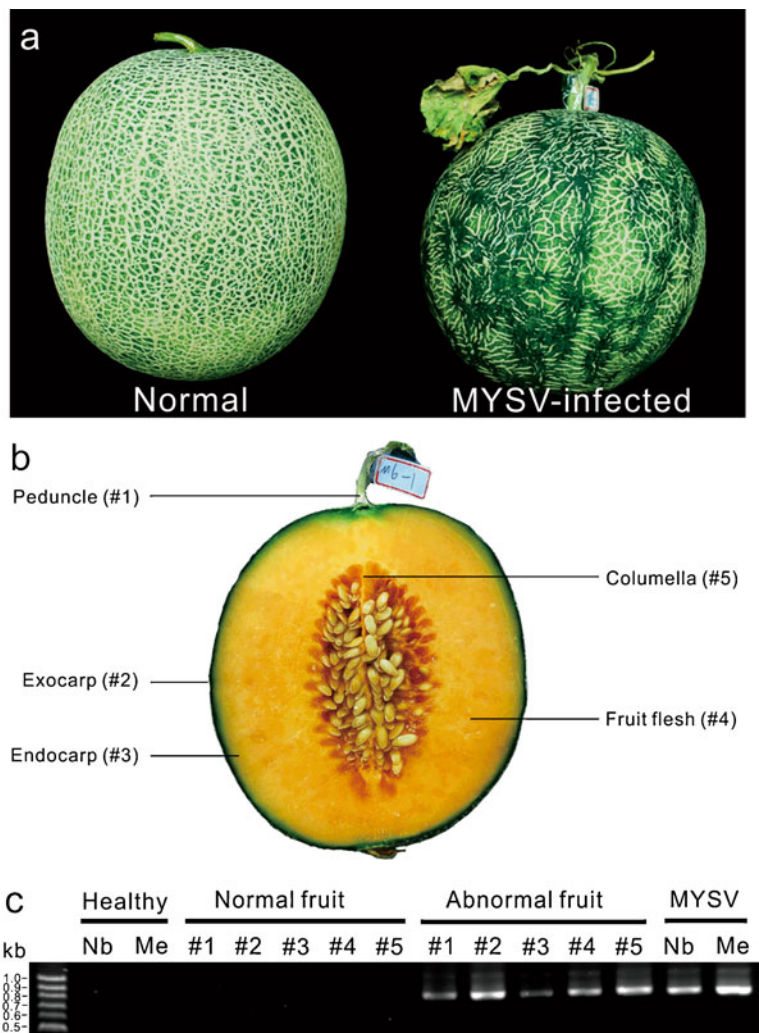 a
Normal
MYSV-infected
b
Peduncle (#1)
Columella (#5)
Exocarp (#2)
Fruit flesh (#4)
Endocarp (#3)
c
Healthy Normal fruit Abnormal fruit MYSV
kb Nb Me #1 #2 #3 #4 #5 #1 #2 #3 #4 #5 Nb Me
1.0
0.9
0.8
0.7
0.6
0.5